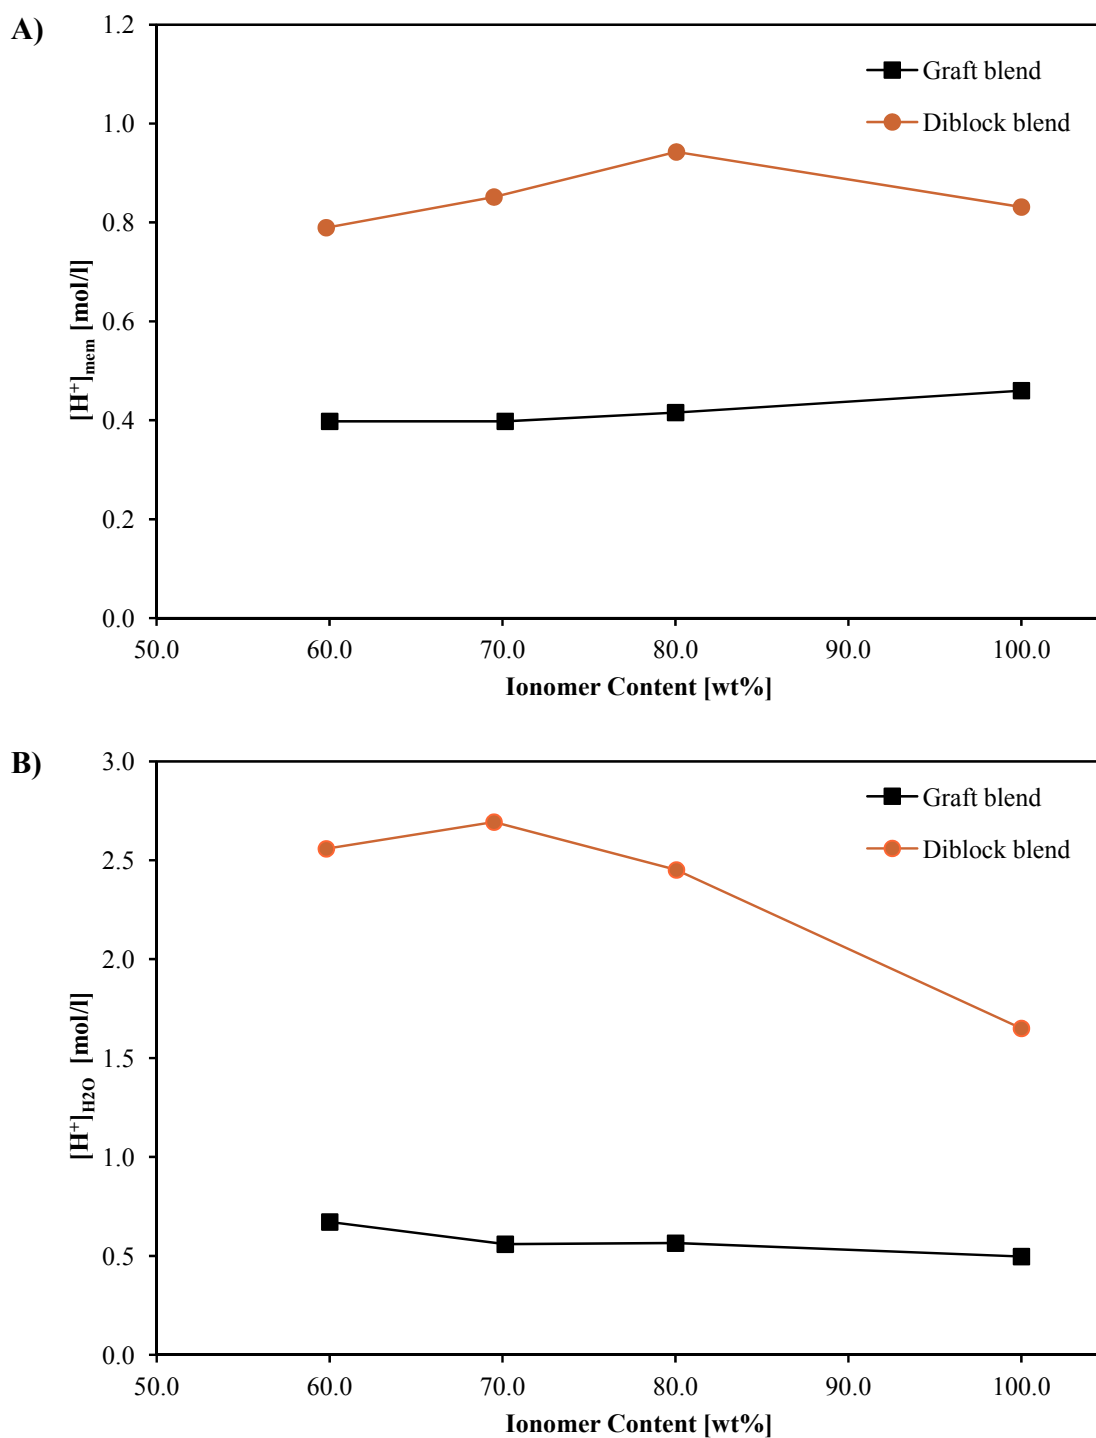 A)
1.2
1.0
0.8
0.6
0.4
0.2
0.0
[H+]mem [mol/l]
Graft blend
Diblock blend
50.0 60.0 70.0 80.0 90.0 100.0
Ionomer Content [wt%]
B)
3.0
2.5
2.0
1.5
1.0
0.5
0.0
[H+]H2O [mol/l]
Graft blend
Diblock blend
50.0 60.0 70.0 80.0 90.0 100.0
Ionomer Content [wt%]